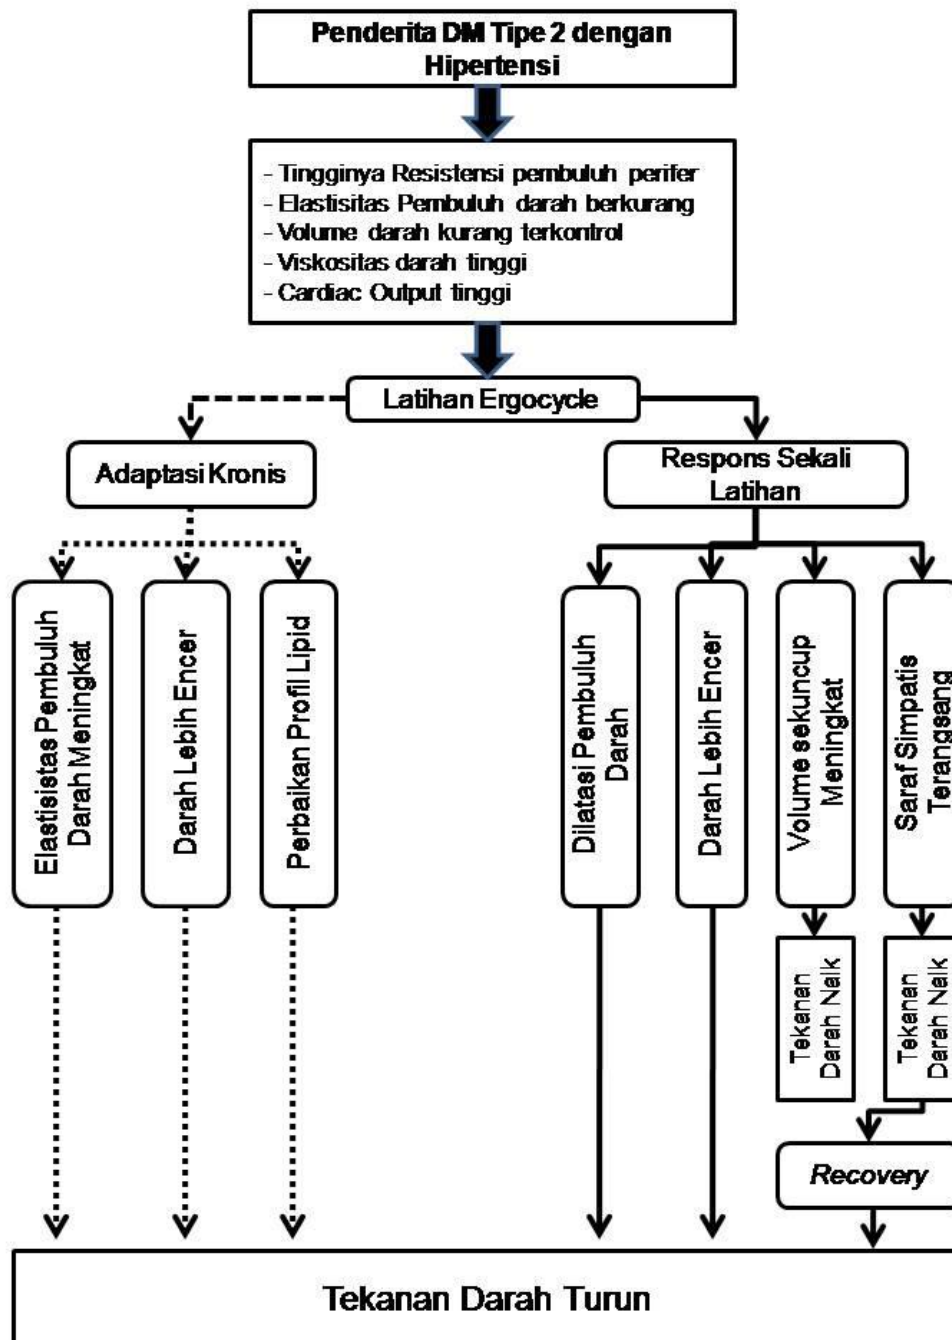 Penderita DM Tipe 2 dengan
Hipertensi
- Tingginya Resistensi pembuluh perifer
- Elastisitas Pembuluh darah berkurang
- Volume darah kurang terkontrol
- Viskositas darah tinggi
- Cardiac Output tinggi
Latihan Ergocycle
Adaptasi Kronis
Respons Sekali
Latihan
Elastisistas Pembuluh
Darah Meningkat
Darah Lebih Encer
Perbaikan Profil Lipid
Dilatasi Pembuluh
Darah
Darah Lebih Encer
Volume sekuncup
Meningkat
Saraf Simpatis
Terangsang
Tekanan
Darah Naik
Tekanan
Darah Naik
Recovery
Tekanan Darah Turun